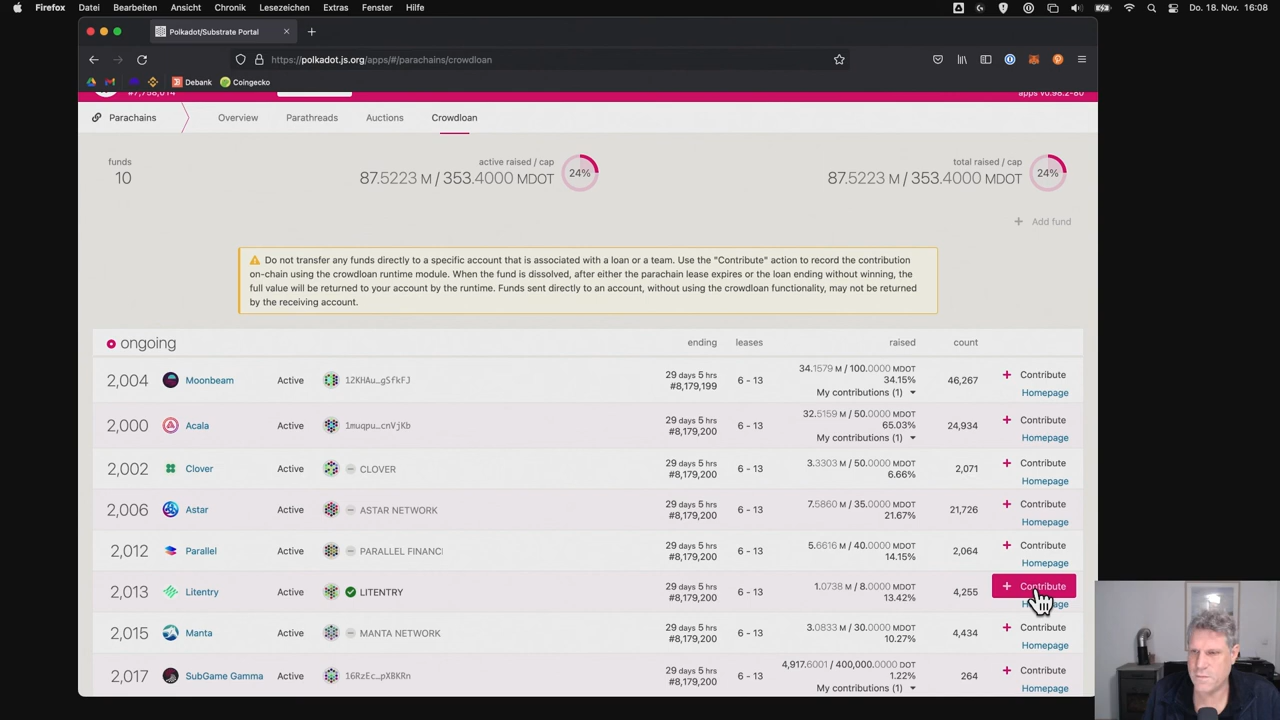 Firefox Datei Bearbeiten Ansicht Chronik Lesezeichen Extras Fenster Hilfe Do. 18. Nov. 16:08
Polkadot/Substrate Portal
https://polkadot.js.org/apps/#/parachains/crowdloan
Debank Coingecko
#7,758,014 apps v0.98.2-60
Parachains Overview Parathreads Auctions Crowdloan
funds active raised / cap total raised / cap
10 87.5223 M / 353.4000 MDOT 24% 87.5223 M / 353.4000 MDOT 24%
+ Add fund
Do not transfer any funds directly to a specific account that is associated with a loan or a team. Use the "Contribute" action to record the contribution
on-chain using the crowdloan runtime module. When the fund is dissolved, after either the parachain lease expires or the loan ending without winning, the
full value will be returned to your account by the runtime. Funds sent directly to an account, without using the crowdloan functionality, may not be returned
by the receiving account.
ongoing ending leases raised count
2,004 Moonbeam Active 12KHAu…gSfkFJ 29 days 5 hrs 6 - 13 34.1579 M / 100.0000 MDOT 46,267 + Contribute
#8,179,199 34.15%
My contributions (1) Homepage
2,000 Acala Active 1muqpu…cnVjKb 29 days 5 hrs 6 - 13 32.5159 M / 50.0000 MDOT 24,934 + Contribute
#8,179,200 65.03%
My contributions (1) Homepage
2,002 Clover Active CLOVER 29 days 5 hrs 6 - 13 3.3303 M / 50.0000 MDOT 2,071 + Contribute
#8,179,200 6.66% Homepage
2,006 Astar Active ASTAR NETWORK 29 days 5 hrs 6 - 13 7.5860 M / 35.0000 MDOT 21,726 + Contribute
#8,179,200 21.67% Homepage
2,012 Parallel Active PARALLEL FINANC 29 days 5 hrs 6 - 13 5.6616 M / 40.0000 MDOT 2,064 + Contribute
#8,179,200 14.15% Homepage
2,013 Litentry Active LITENTRY 29 days 5 hrs 6 - 13 1.0738 M / 8.0000 MDOT 4,255 + Contribute
#8,179,200 13.42% Homepage
2,015 Manta Active MANTA NETWORK 29 days 5 hrs 6 - 13 3.0833 M / 30.0000 MDOT 4,434 + Contribute
#8,179,200 10.27% Homepage
2,017 SubGame Gamma Active 16RzEc…pXBKRn 29 days 5 hrs 6 - 13 4,917.6001 / 400,000.0000 DOT 264 + Contribute
#8,179,200 1.22%
My contributions (1) Homepage